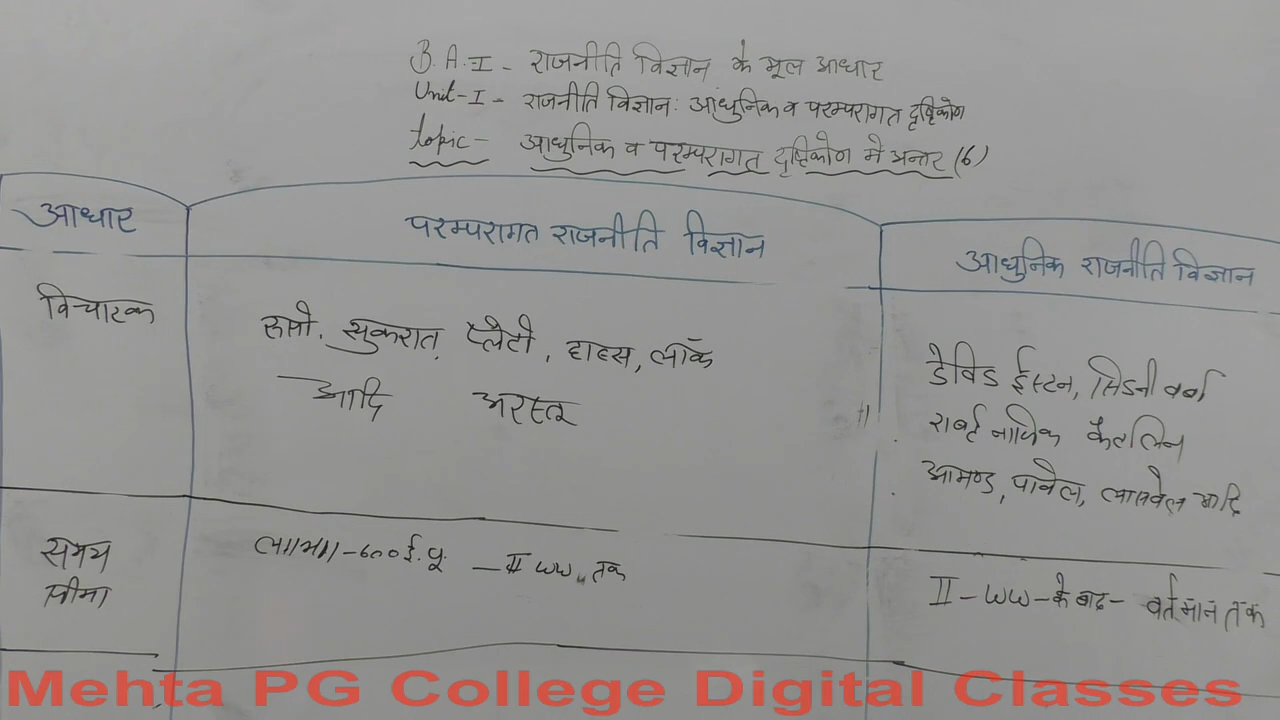 B.A.I - राजनीति विज्ञान के मूल आधार
Unit-I - राजनीति विज्ञान: आधुनिक व परम्परागत दृष्टिकोण
topic - आधुनिक व परम्परागत दृष्टिकोण में अन्तर (6)
आधार
परम्परागत राजनीति विज्ञान
आधुनिक राजनीति विज्ञान
विचारक
रूसो, सुकरात, प्लेटो, हाब्स, लॉक
आदि अरस्तू
डेविड ईस्टन, सिडनी वर्बा
राबर्ट नाजिक कैटलिन
आमण्ड, पावेल, लासवेल आदि
समय
सीमा
लगभग - 600 ई.पू. - II WW तक
II - WW - के बाद - वर्तमान तक
Mehta PG College Digital Classes